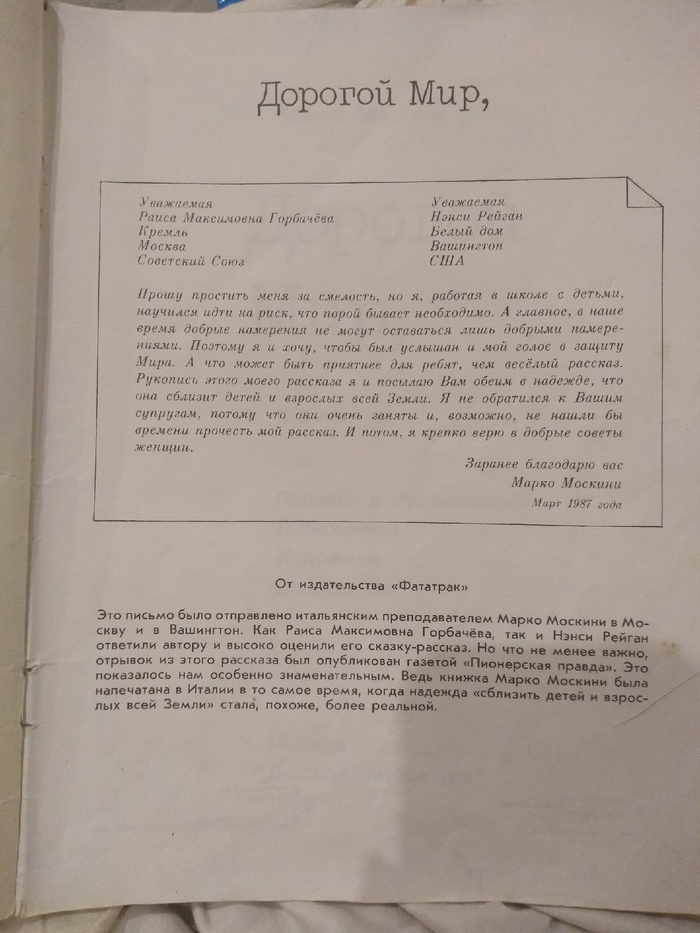 Дорогой Мир,
Уважаемая
Раиса Максимовна Горбачёва
Кремль
Москва
Советский Союз
Уважаемая
Нэнси Рейган
Белый дом
Вашингтон
США
Прошу простить меня за смелость, но я, работая в школе с детьми,
научился идти на риск, что порой бывает необходимо. А главное, в наше
время добрые намерения не могут оставаться лишь добрыми намере-
ниями. Поэтому я и хочу, чтобы был услышан и мой голос в защиту
Мира. А что может быть приятнее для ребят, чем весёлый рассказ.
Рукопись этого моего рассказа я и посылаю Вам обеим в надежде, что
она сблизит детей и взрослых всей Земли. Я не обратился к Вашим
супругам, потому что они очень заняты и, возможно, не нашли бы
времени прочесть мой рассказ. И потом, я крепко верю в добрые советы
женщин.
Заранее благодарю вас
Марко Москини
Март 1987 года
От издательства «Фататрак»
Это письмо было отправлено итальянским преподавателем Марко Москини в Мо-
скву и в Вашингтон. Как Раиса Максимовна Горбачёва, так и Нэнси Рейган
ответили автору и высоко оценили его сказку-рассказ. Но что не менее важно,
отрывок из этого рассказа был опубликован газетой «Пионерская правда». Это
показалось нам особенно знаменательным. Ведь книжка Марко Москини была
напечатана в Италии в то самое время, когда надежда «сблизить детей и взрос-
лых всей Земли» стала, похоже, более реальной.